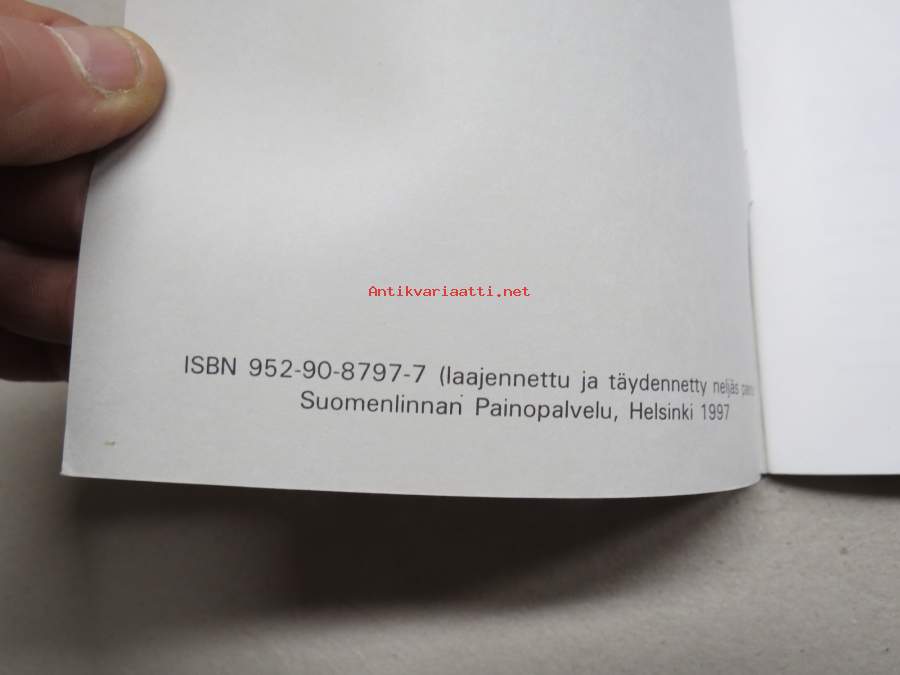 Antikvariaatti.net
ISBN 952-90-8797-7 (laajennettu ja täydennetty neljäs
Suomenlinnan Painopalvelu, Helsinki 1997